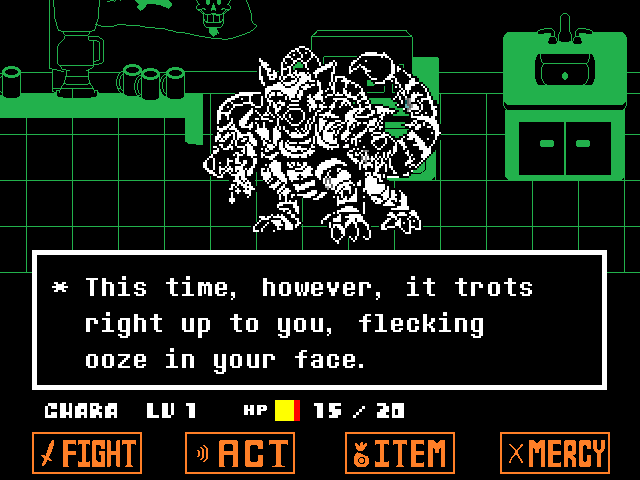 * This time, however, it trots
right up to you, flecking
ooze in your face.
CHARA LV 1 HP 15 / 20
FIGHT ACT ITEM MERCY